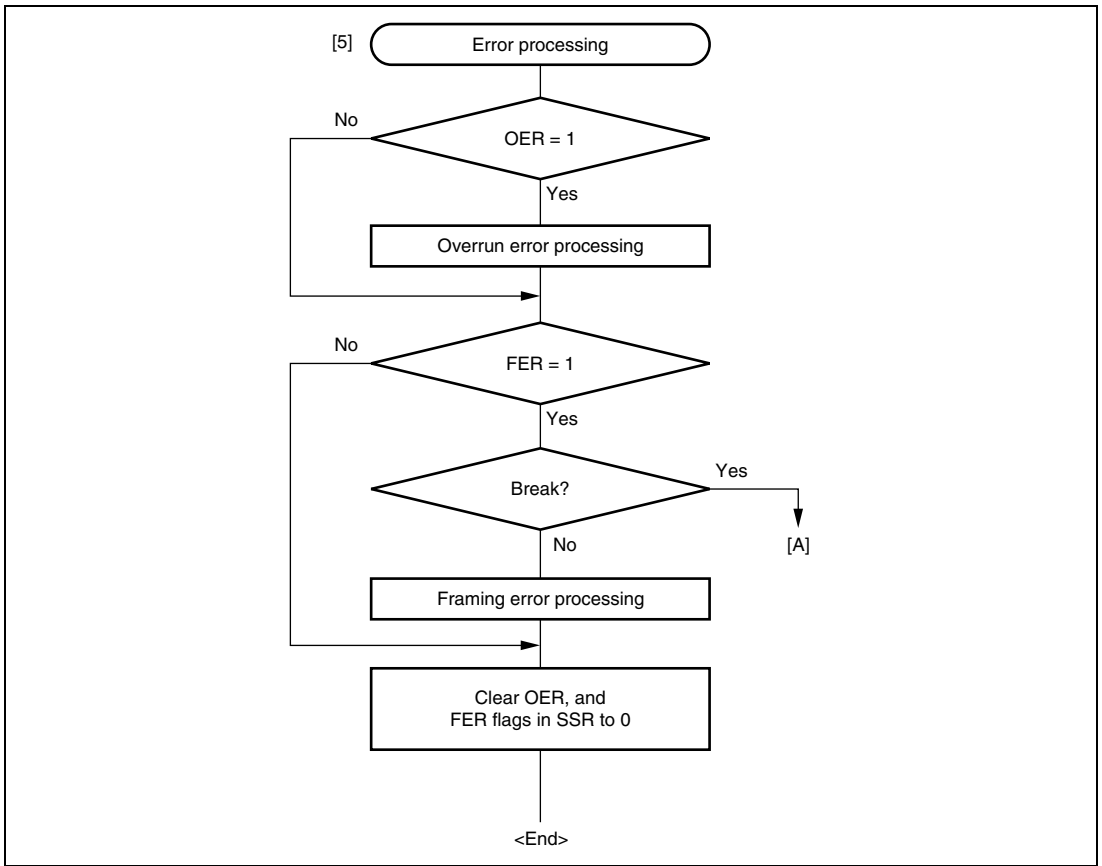 [5] Error processing
No
OER = 1
Yes
Overrun error processing
No
FER = 1
Yes
Break?
Yes
No
[A]
Framing error processing
Clear OER, and
FER flags in SSR to 0
<End>